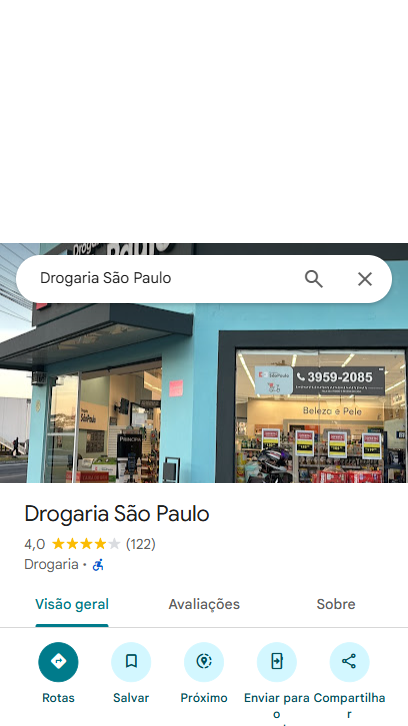 Drogaria São Paulo
3959-2085
Beleza e Pele
PRINCIPA
Drogaria São Paulo
4,0 (122)
Drogaria ·
Visão geral
Avaliações
Sobre
Rotas
Salvar
Próximo
Enviar para o
Compartilhar